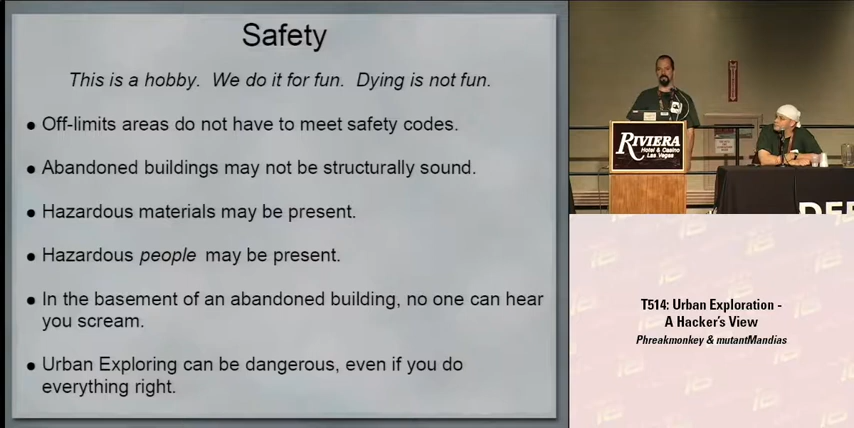 Safety
This is a hobby. We do it for fun. Dying is not fun.
• Off-limits areas do not have to meet safety codes.
• Abandoned buildings may not be structurally sound.
• Hazardous materials may be present.
• Hazardous people may be present.
• In the basement of an abandoned building, no one can hear
you scream.
• Urban Exploring can be dangerous, even if you do
everything right.
RIVIERA
Hotel & Casino
Las Vegas
DEF
T514: Urban Exploration -
A Hacker's View
Phreakmonkey & mutantMandias